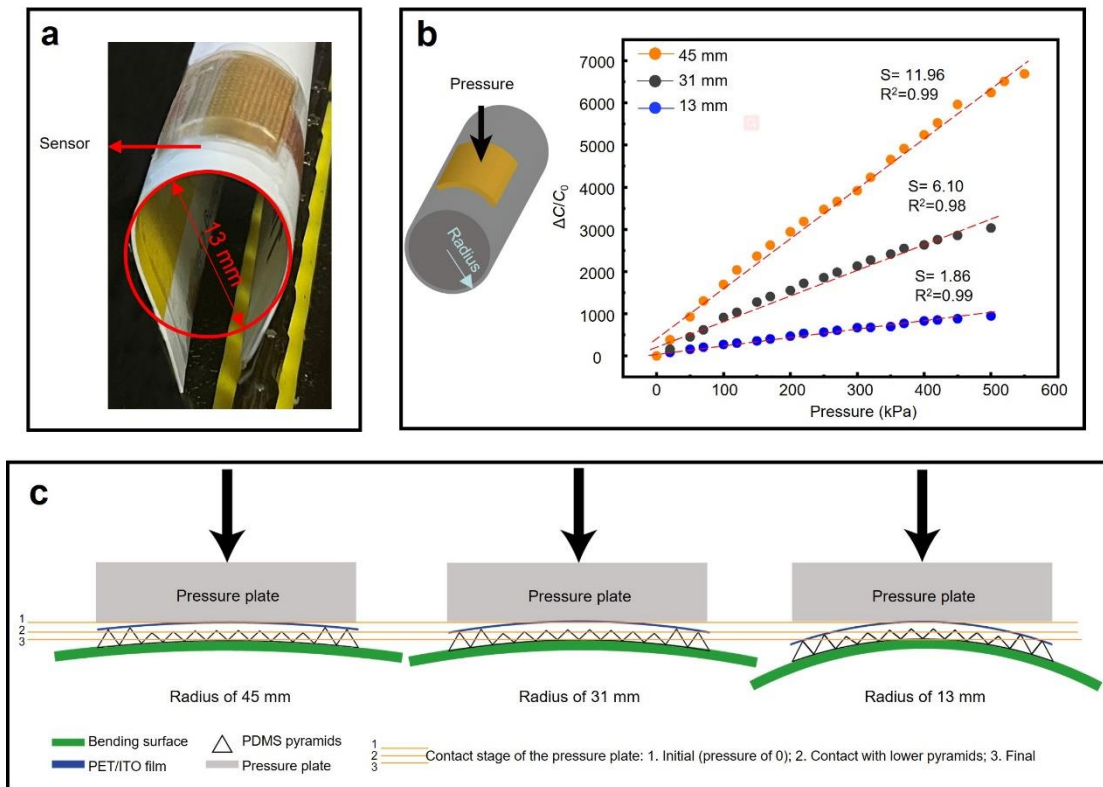 a
Sensor
13 mm
b
Pressure
Radius
45 mm
31 mm
13 mm
S= 11.96
R²=0.99
S= 6.10
R²=0.98
S= 1.86
R²=0.99
ΔC/C₀
7000
6000
5000
4000
3000
2000
1000
0
0 100 200 300 400 500 600
Pressure (kPa)
c
Pressure plate Pressure plate Pressure plate
1
2
3
Radius of 45 mm Radius of 31 mm Radius of 13 mm
Bending surface PDMS pyramids
PET/ITO film Pressure plate
1
2
3
Contact stage of the pressure plate: 1. Initial (pressure of 0); 2. Contact with lower pyramids; 3. Final